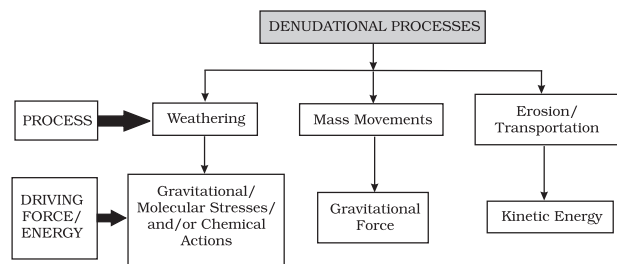 DENUDATIONAL PROCESSES
PROCESS
Weathering
Mass Movements
Erosion/
Transportation
DRIVING
FORCE/
ENERGY
Gravitational/
Molecular Stresses/
and/or Chemical
Actions
Gravitational
Force
Kinetic Energy